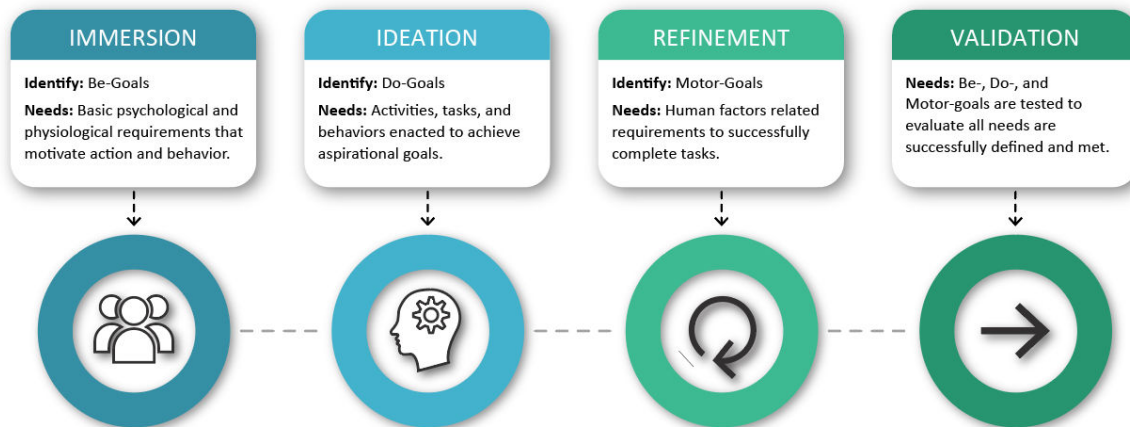 IMMERSION
Identify: Be-Goals
Needs: Basic psychological and
physiological requirements that
motivate action and behavior.
IDEATION
Identify: Do-Goals
Needs: Activities, tasks, and
behaviors enacted to achieve
aspirational goals.
REFINEMENT
Identify: Motor-Goals
Needs: Human factors related
requirements to successfully
complete tasks.
VALIDATION
Needs: Be-, Do-, and
Motor-goals are tested to
evaluate all needs are
successfully defined and met.